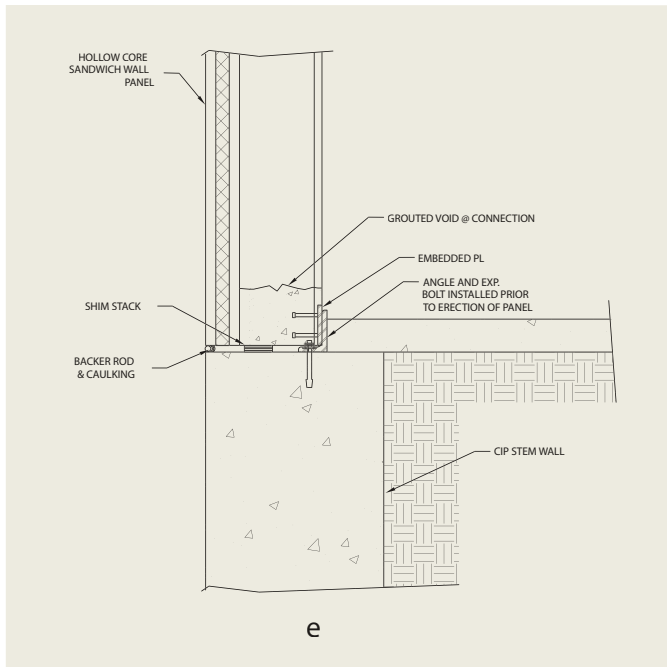 HOLLOW CORE
SANDWICH WALL
PANEL
GROUTED VOID @ CONNECTION
EMBEDDED PL
ANGLE AND EXP.
BOLT INSTALLED PRIOR
TO ERECTION OF PANEL
SHIM STACK
BACKER ROD
& CAULKING
CIP STEM WALL
e